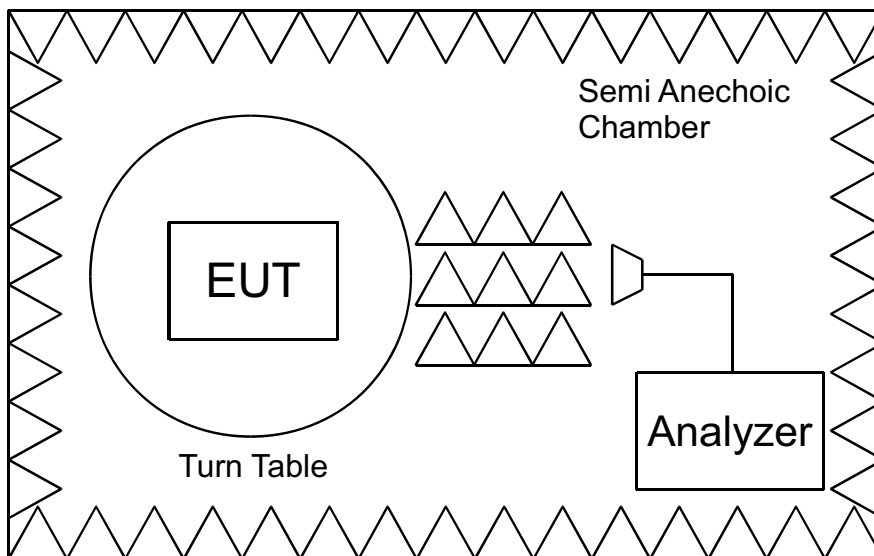 Semi Anechoic
Chamber
EUT
Analyzer
Turn Table